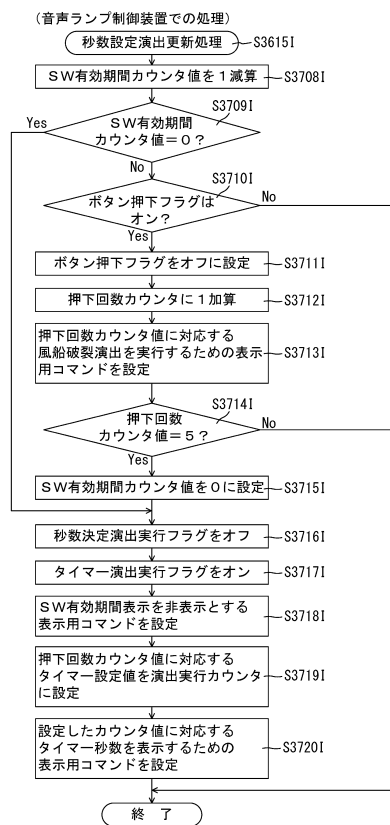 (音声ランプ制御装置での処理)
秒数設定演出更新処理
S3615I
SW有効期間カウンタ値を1減算
S3708I
S3709I
Yes
SW有効期間
カウンタ値=0?
No
S3710I
ボタン押下フラグは
オン?
No
Yes
ボタン押下フラグをオフに設定
S3711I
押下回数カウンタに1加算
S3712I
押下回数カウンタ値に対応する
風船破裂演出を実行するための表示
用コマンドを設定
S3713I
S3714I
押下回数
カウンタ値=5?
No
Yes
SW有効期間カウンタ値を0に設定
S3715I
秒数決定演出実行フラグをオフ
S3716I
タイマー演出実行フラグをオン
S3717I
SW有効期間表示を非表示とする
表示用コマンドを設定
S3718I
押下回数カウンタ値に対応する
タイマー設定値を演出実行カウンタ
に設定
S3719I
設定したカウンタ値に対応する
タイマー秒数を表示するための
表示用コマンドを設定
S3720I
終 了